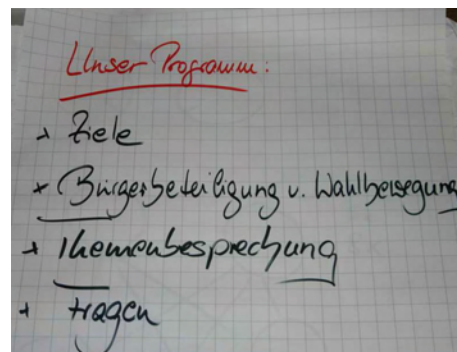 Unser Programm:
+ Ziele
+ Bürgerbeteiligung u. Wahlbewegung
+ Themenbesprechung
+ Fragen